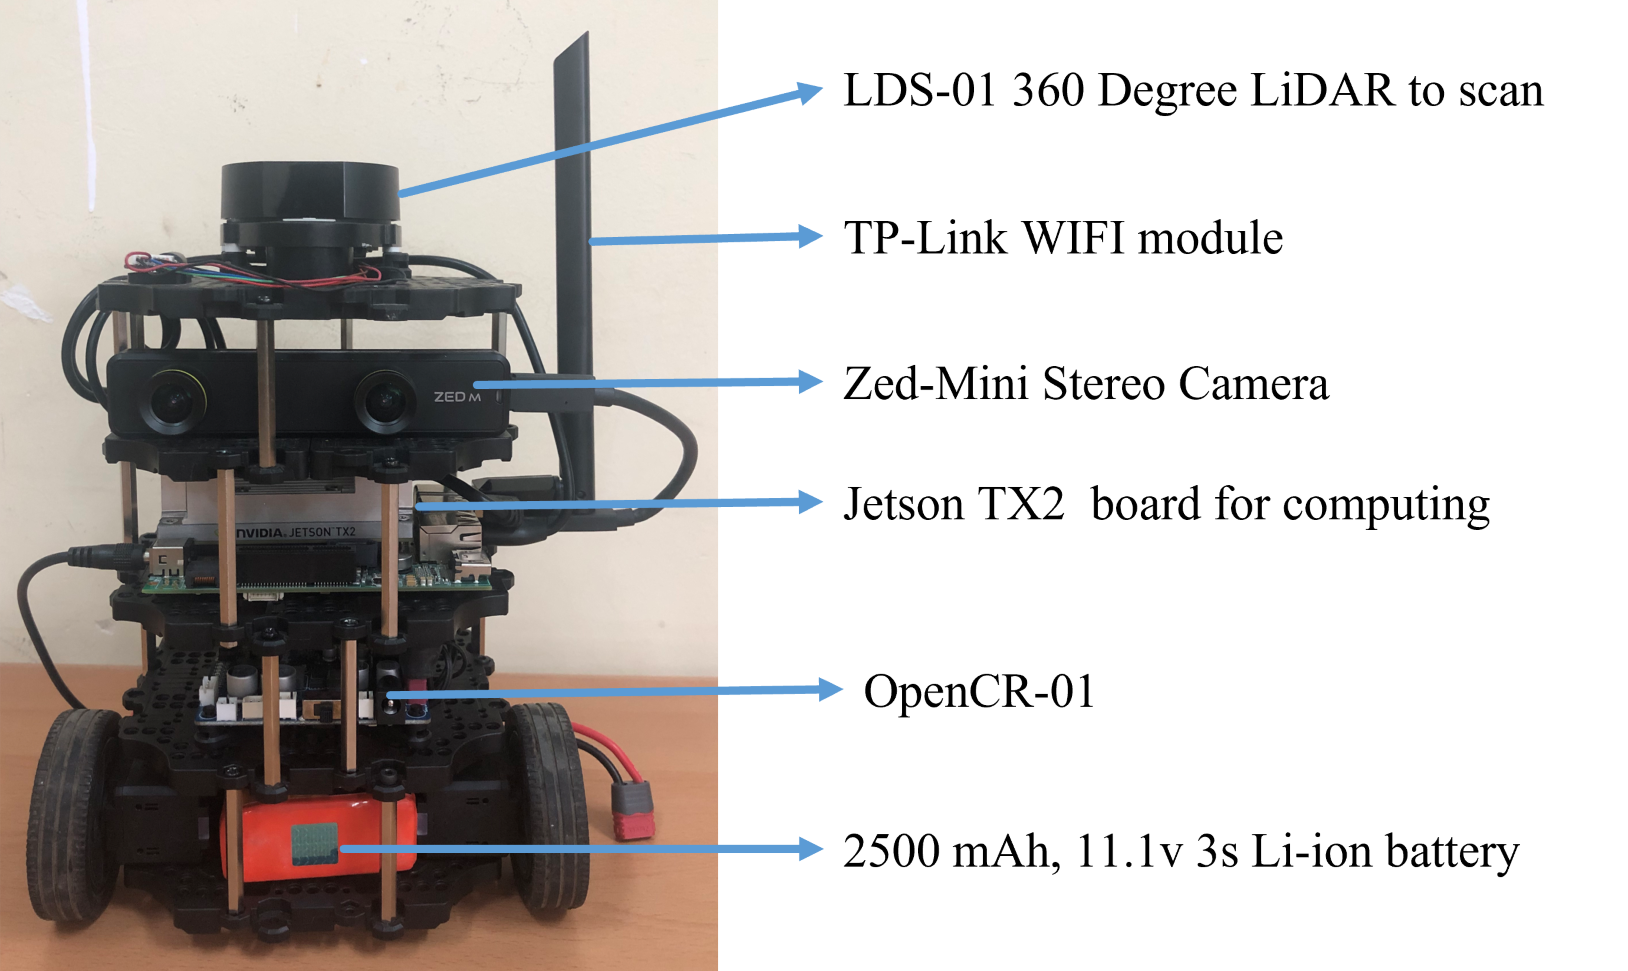 LDS-01 360 Degree LiDAR to scan
TP-Link WIFI module
Zed-Mini Stereo Camera
ZED M
Jetson TX2  board for computing
NVIDIA. JETSON TX2
OpenCR-01
2500 mAh, 11.1v 3s Li-ion battery